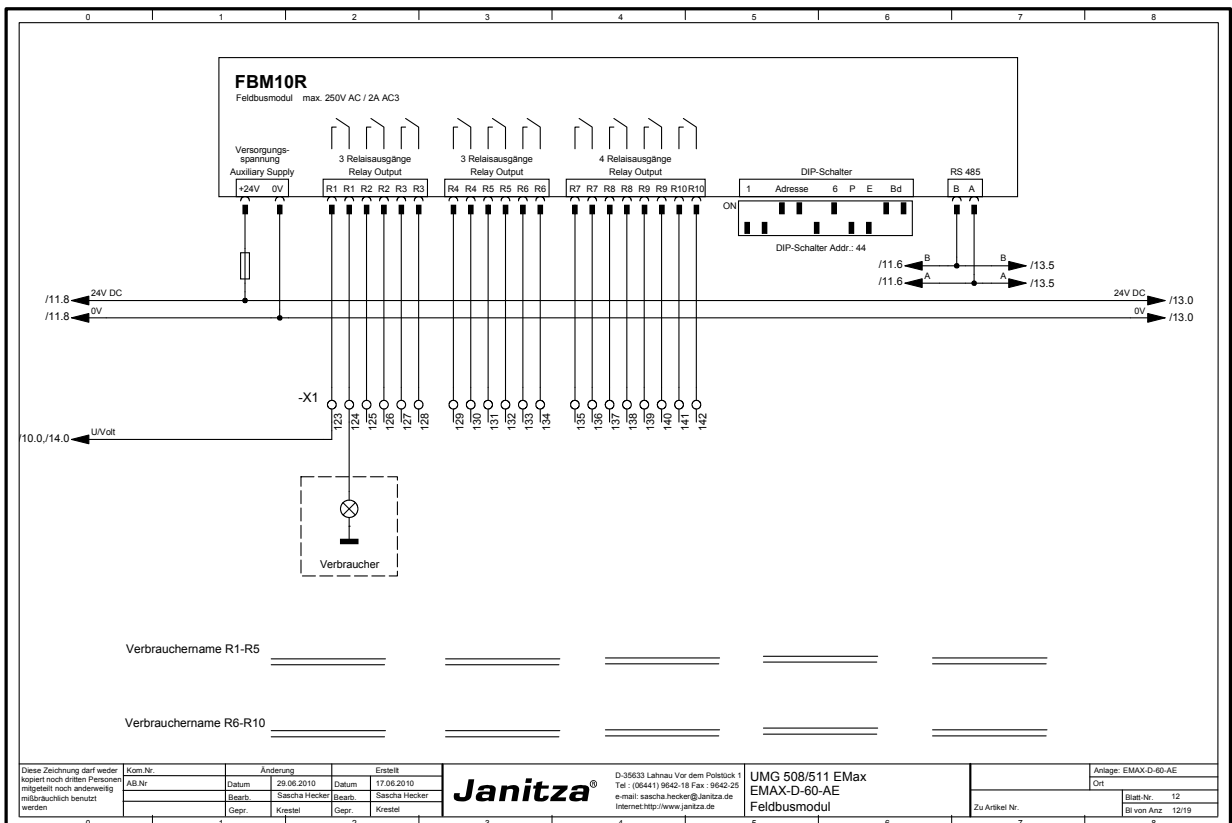 0 1 2 3 4 5 6 7 8
FBM10R
Feldbusmodul max. 250V AC / 2A AC3
Versorgungs-
spannung
Auxiliary Supply
+24V 0V
3 Relaisausgänge
Relay Output
R1 R1 R2 R2 R3 R3
3 Relaisausgänge
Relay Output
R4 R4 R5 R5 R6 R6
4 Relaisausgänge
Relay Output
R7 R7 R8 R8 R9 R9 R10 R10
DIP-Schalter
1 Adresse 6 P E Bd
ON
DIP-Schalter Addr.: 44
RS 485
B A
/11.6 B B /13.5
/11.6 A A /13.5
/11.8 24V DC 24V DC /13.0
/11.8 0V 0V /13.0
-X1
123 124 125 126 127 128 129 130 131 132 133 134 135 136 137 138 139 140 141 142
/10.0,/14.0 U/Volt
Verbraucher
Verbrauchername R1-R5
Verbrauchername R6-R10
Diese Zeichnung darf weder
kopiert noch dritten Personen
mitgeteilt noch anderweitig
mißbräuchlich benutzt
werden
Kom.Nr.
AB.Nr
Änderung Erstellt
Datum 29.06.2010 Datum 17.06.2010
Bearb. Sascha Hecker Bearb. Sascha Hecker
Gepr. Krestel Gepr. Krestel
Janitza®
D-35633 Lahnau Vor dem Polstück 1
Tel : (06441) 9642-18 Fax : 9642-25
e-mail: sascha.hecker@Janitza.de
Internet:http://www.janitza.de
UMG 508/511 EMax
EMAX-D-60-AE
Feldbusmodul
Zu Artikel Nr.
Anlage: EMAX-D-60-AE
Ort
Blatt-Nr. 12
Bl von Anz 12/19
0 1 2 3 4 5 6 7 8